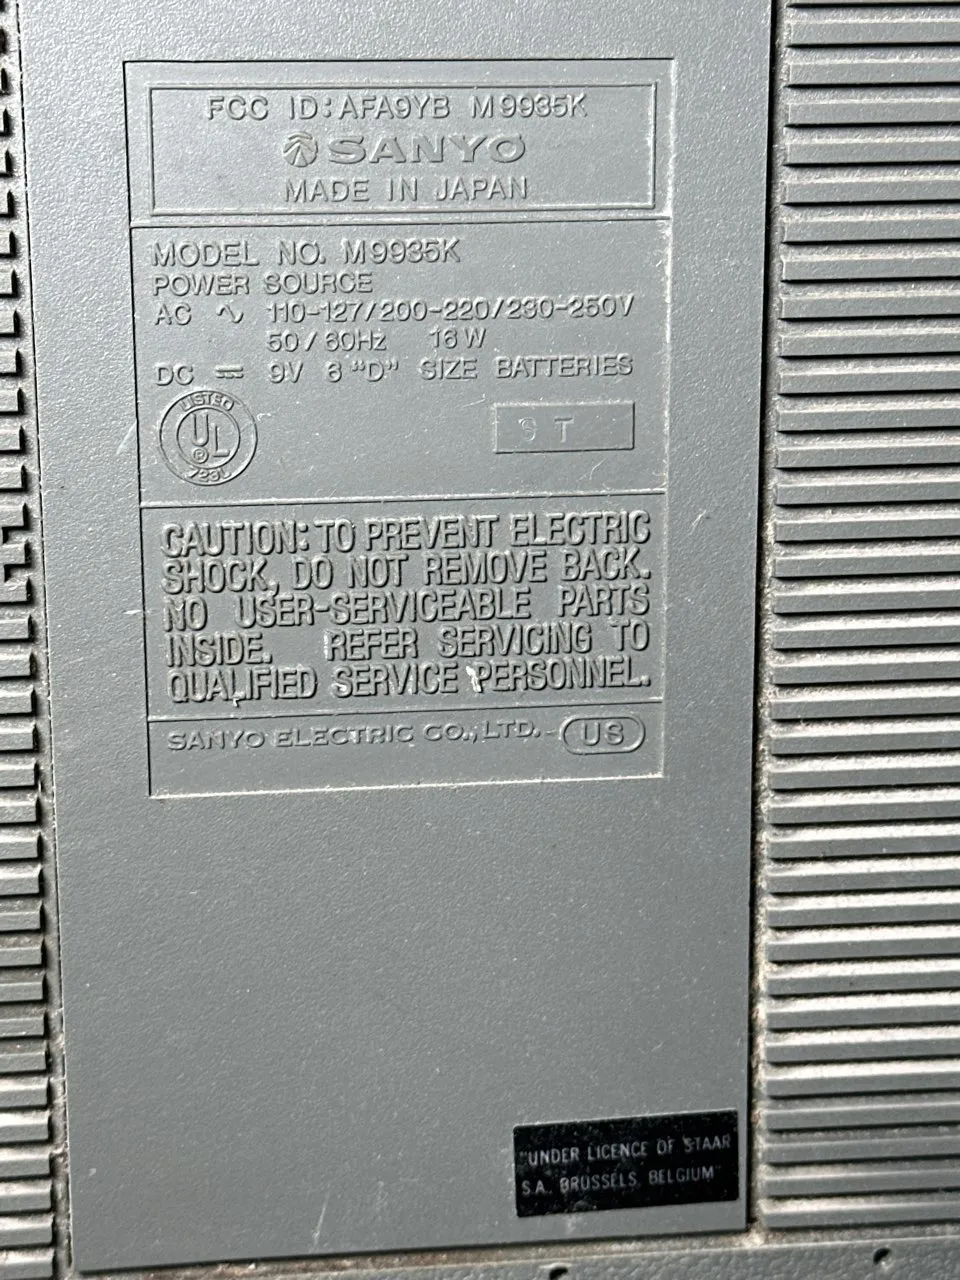 FCC ID: AFA9YB M9935K
SANYO
MADE IN JAPAN
MODEL NO. M9935K
POWER SOURCE
AC ∿ 110-127/200-220/230-250V
50/60Hz 16W
DC ⎓ 9V 6 "D" SIZE BATTERIES
LISTED
UL
®
723L
9 T
CAUTION: TO PREVENT ELECTRIC
SHOCK, DO NOT REMOVE BACK.
NO USER-SERVICEABLE PARTS
INSIDE. REFER SERVICING TO
QUALIFIED SERVICE PERSONNEL.
SANYO ELECTRIC CO., LTD. US
"UNDER LICENCE OF STAAR
S.A. BRUSSELS, BELGIUM"